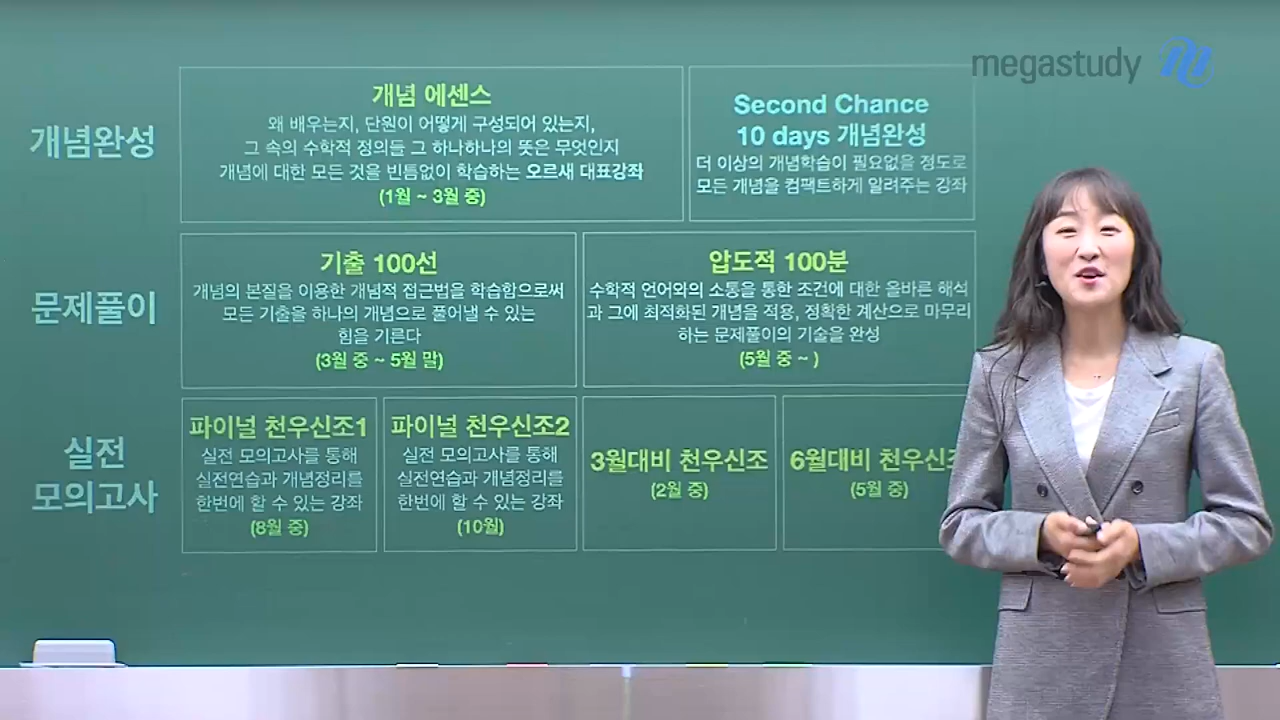 megastudy
개념완성
개념 에센스
왜 배우는지, 단원이 어떻게 구성되어 있는지,
그 속의 수학적 정의들 그 하나하나의 뜻은 무엇인지
개념에 대한 모든 것을 빈틈없이 학습하는 오르새 대표강좌
(1월 ~ 3월 중)
Second Chance
10 days 개념완성
더 이상의 개념학습이 필요없을 정도로
모든 개념을 컴팩트하게 알려주는 강좌
문제풀이
기출 100선
개념의 본질을 이용한 개념적 접근법을 학습함으로써
모든 기출을 하나의 개념으로 풀어낼 수 있는
힘을 기른다
(3월 중 ~ 5월 말)
압도적 100분
수학적 언어와의 소통을 통한 조건에 대한 올바른 해석
과 그에 최적화된 개념을 적용, 정확한 계산으로 마무리
하는 문제풀이의 기술을 완성
(5월 중 ~ )
실전
모의고사
파이널 천우신조1
실전 모의고사를 통해
실전연습과 개념정리를
한번에 할 수 있는 강좌
(8월 중)
파이널 천우신조2
실전 모의고사를 통해
실전연습과 개념정리를
한번에 할 수 있는 강좌
(10월)
3월대비 천우신조
(2월 중)
6월대비 천우신조
(5월 중)